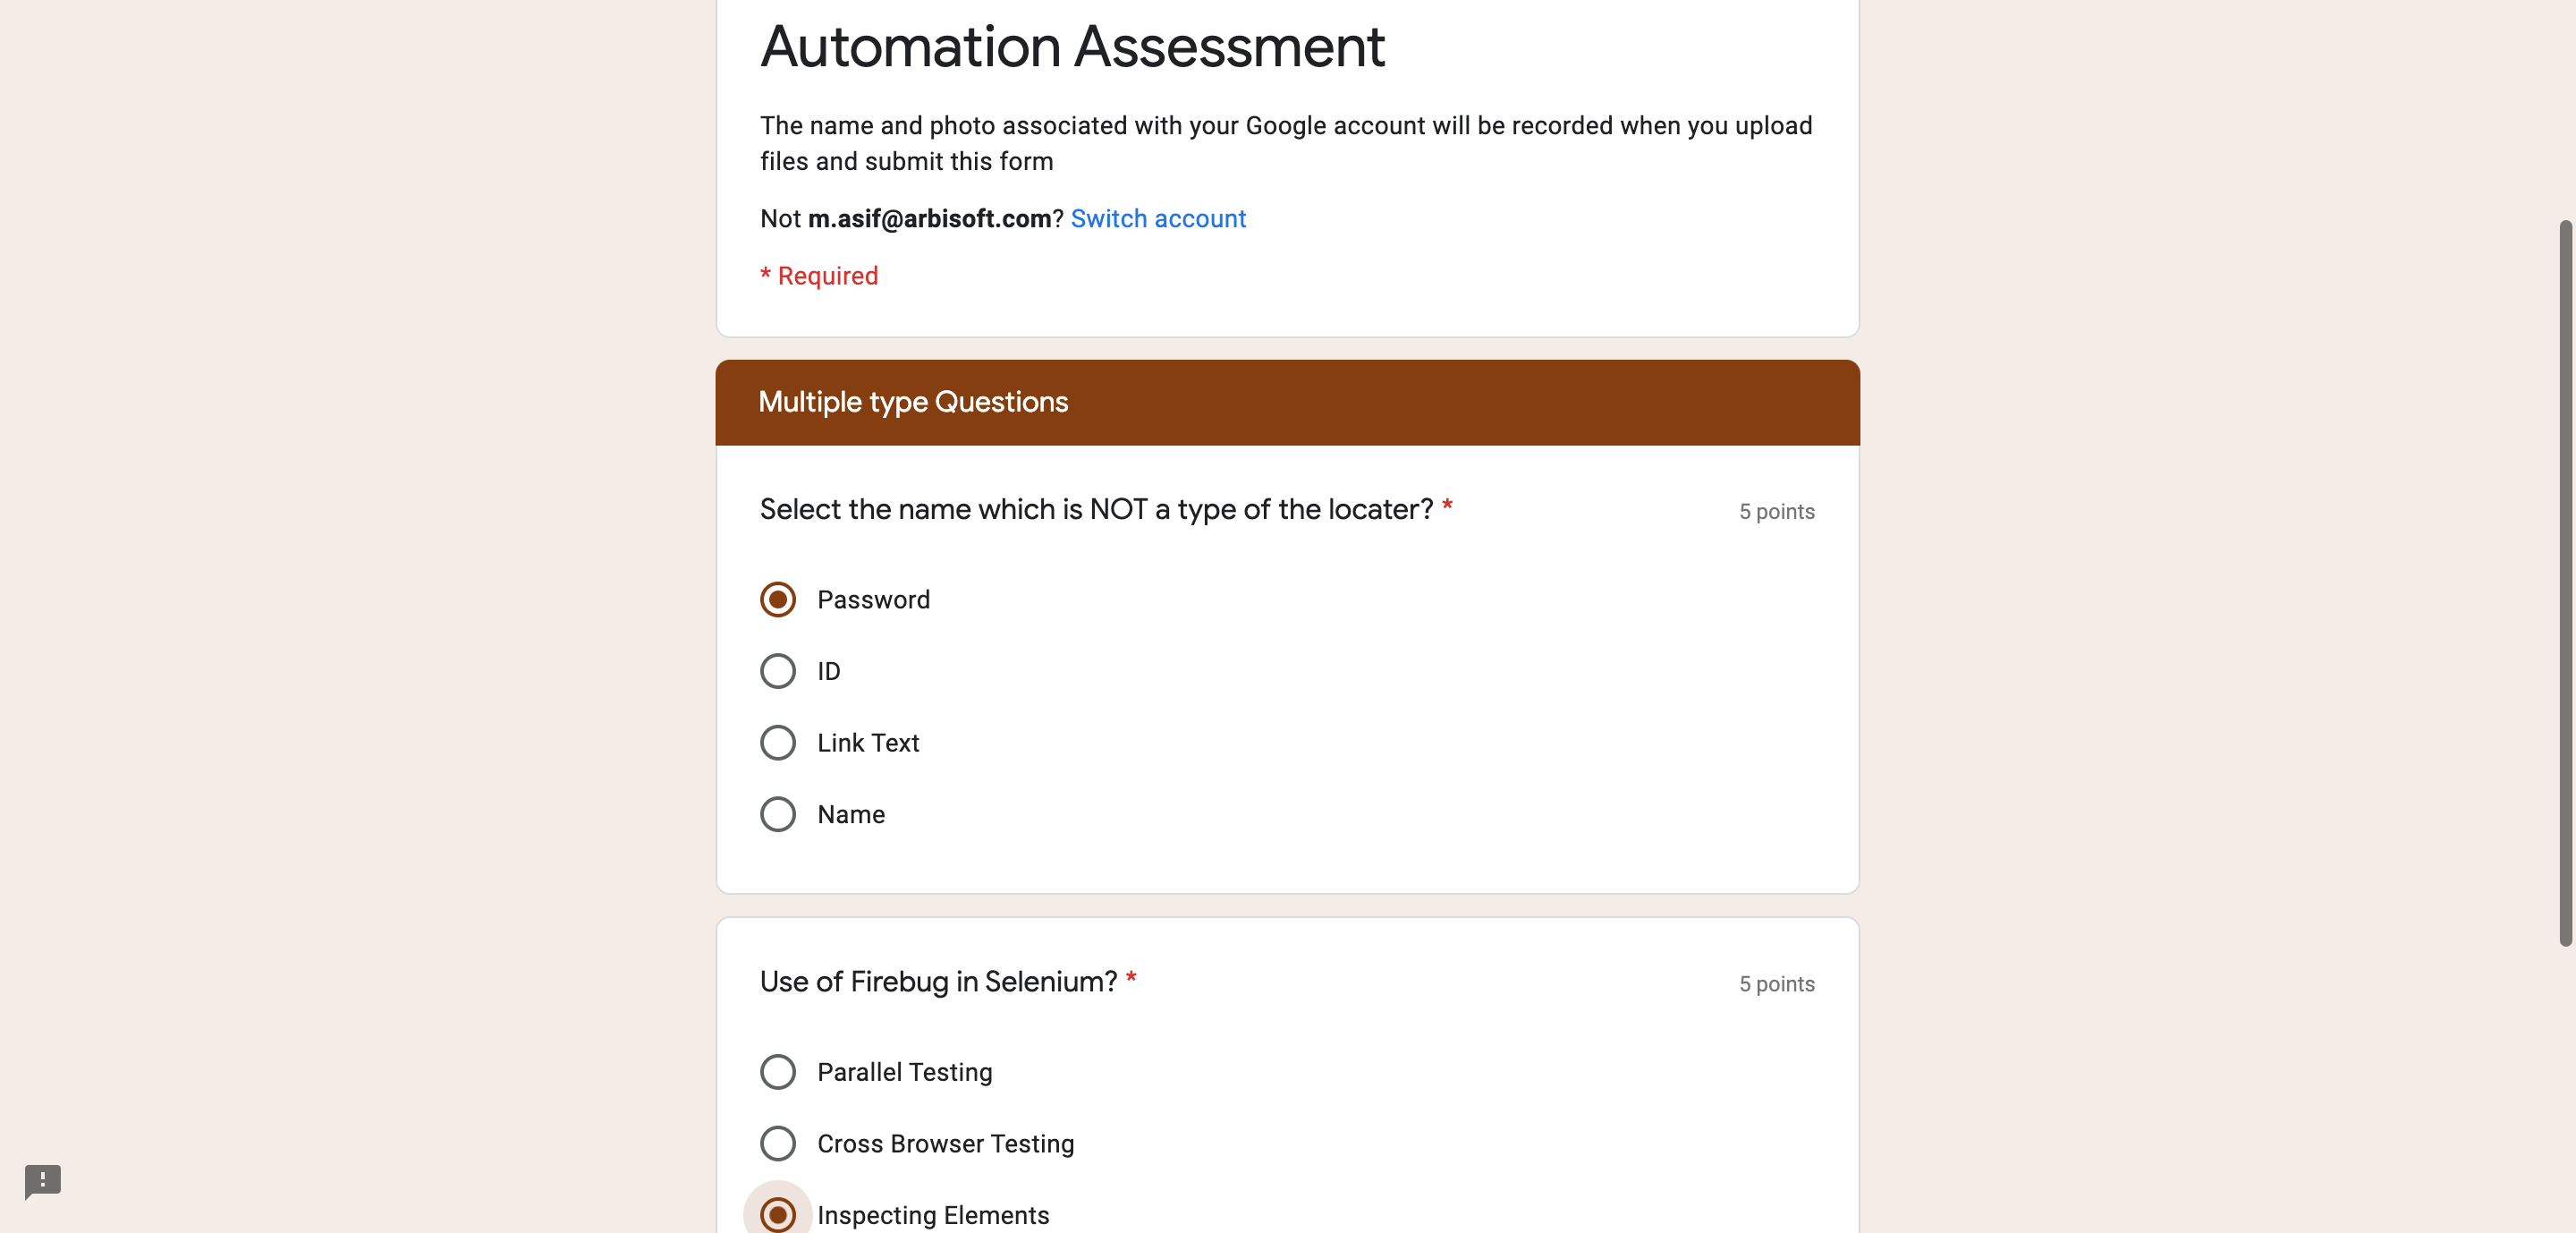 Automation Assessment
The name and photo associated with your Google account will be recorded when you upload
files and submit this form
Not m.asif@arbisoft.com? Switch account
* Required
Multiple type Questions
Select the name which is NOT a type of the locater? *
5 points
Password
ID
Link Text
Name
Use of Firebug in Selenium? *
5 points
Parallel Testing
Cross Browser Testing
Inspecting Elements